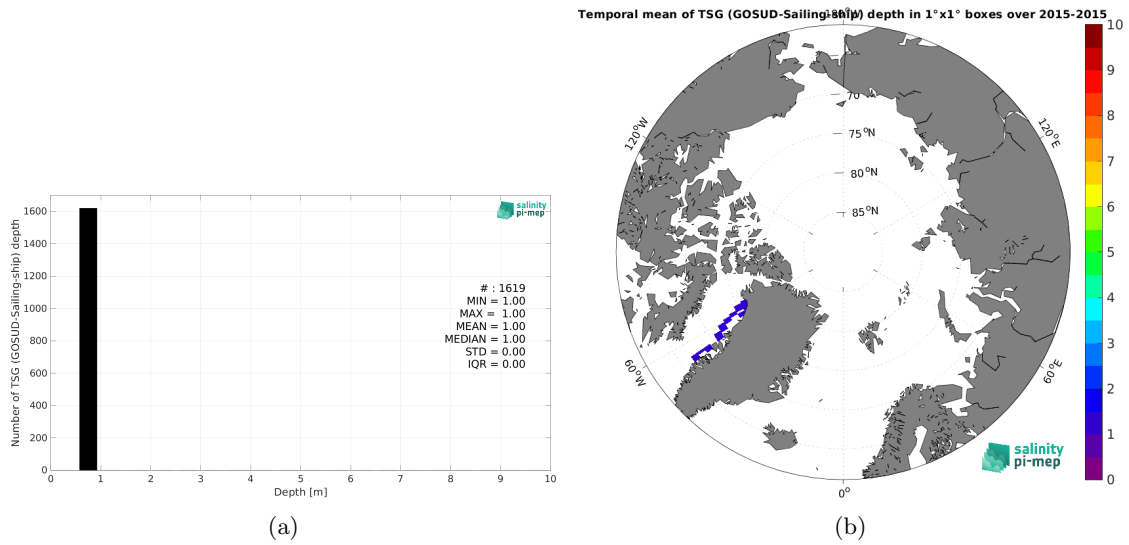 1600
1400
1200
1000
800
600
400
200
0
Number of TSG (GOSUD-Sailing-ship) depth
0 1 2 3 4 5 6 7 8 9 10
Depth [m]
salinity
pi-mep
# : 1619
MIN = 1.00
MAX = 1.00
MEAN = 1.00
MEDIAN = 1.00
STD = 0.00
IQR = 0.00
(a)
Temporal mean of TSG (GOSUD-Sailing-ship) depth in 1°x1° boxes over 2015-2015
180°W
120°W
120°E
60°W
60°E
0°
70
75°N
80°N
85°N
10
9
8
7
6
5
4
3
2
1
0
salinity
pi-mep
(b)